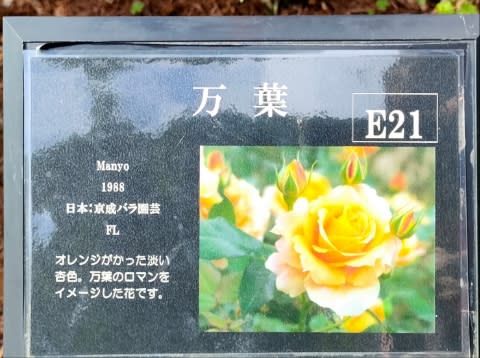 万葉
E21
Manyo
1988
日本:京成バラ園芸
FL
オレンジがかった淡い
杏色。万葉のロマンを
イメージした花です。